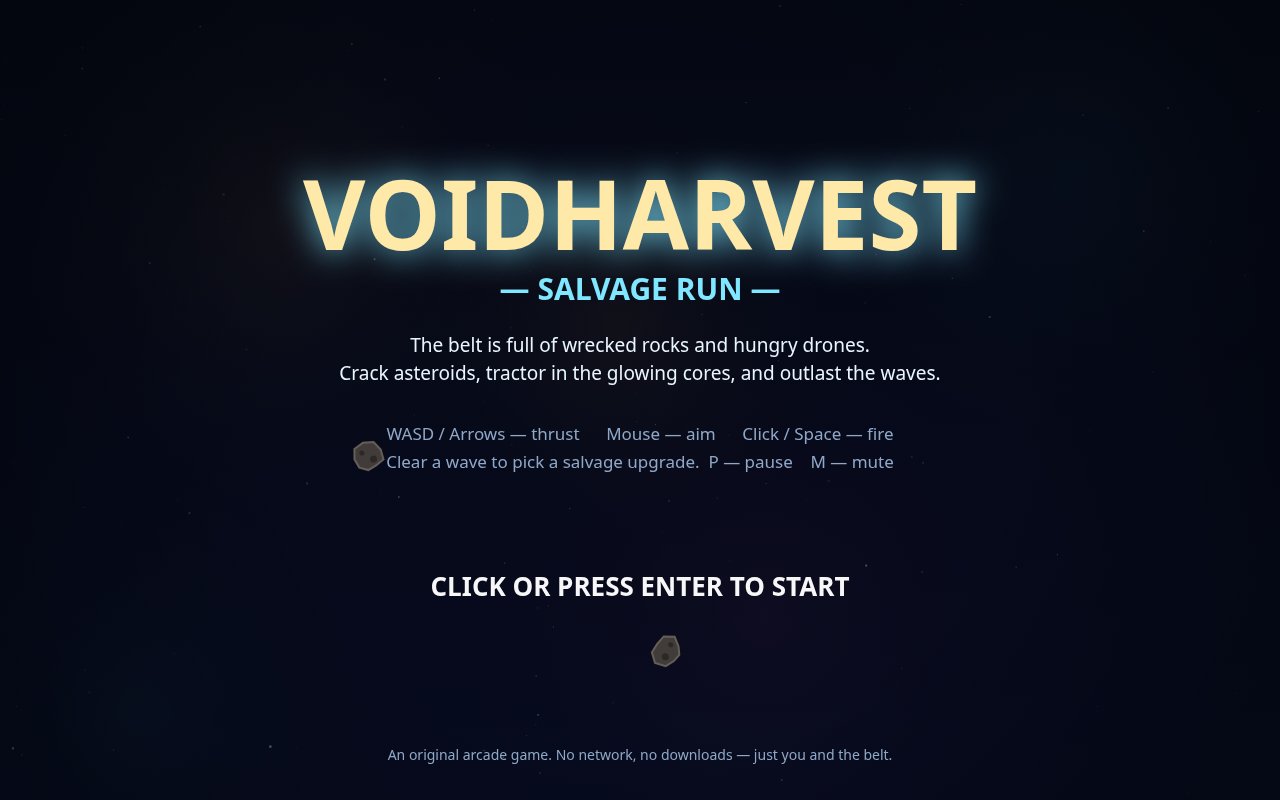 VOIDHARVEST
— SALVAGE RUN —
The belt is full of wrecked rocks and hungry drones.
Crack asteroids, tractor in the glowing cores, and outlast the waves.
WASD / Arrows — thrust Mouse — aim Click / Space — fire
Clear a wave to pick a salvage upgrade. P — pause M — mute
CLICK OR PRESS ENTER TO START
An original arcade game. No network, no downloads — just you and the belt.